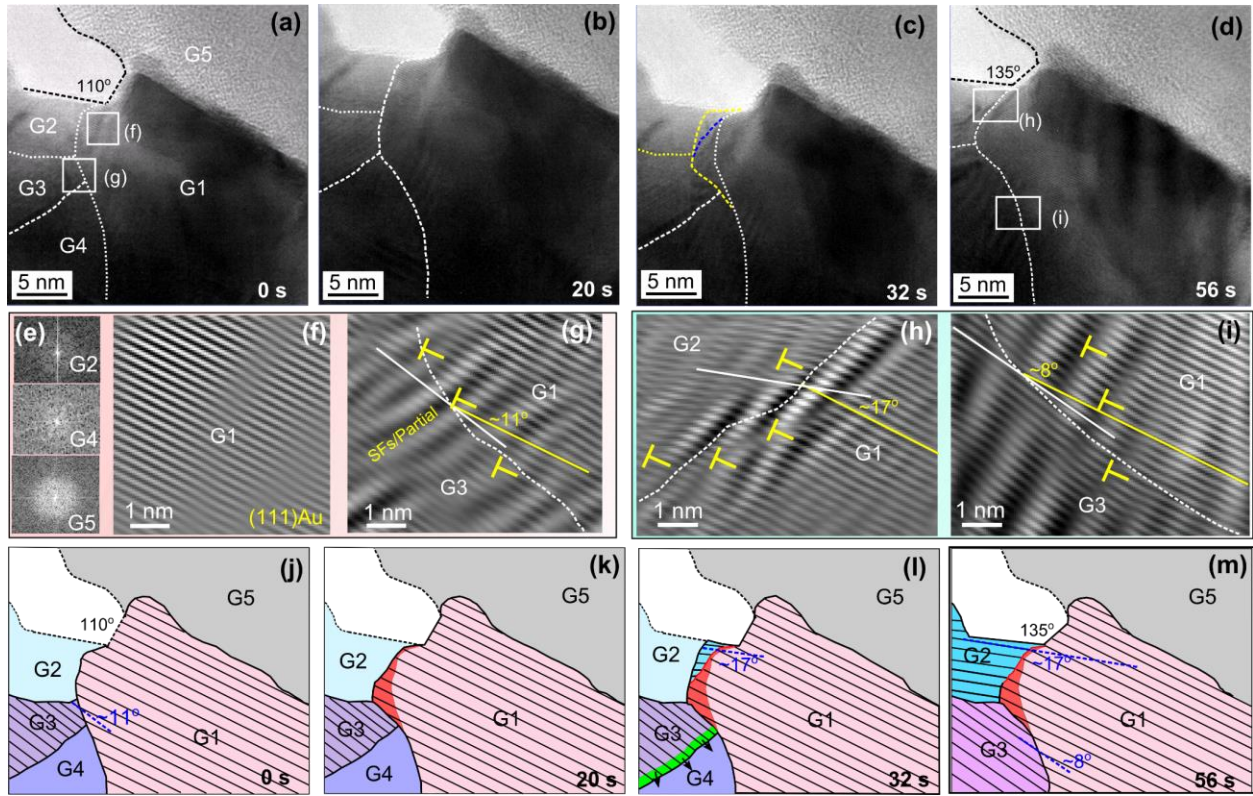 (a)
G5
110°
G2
(f)
G3
(g)
G1
G4
5 nm
0 s
(b)
5 nm
20 s
(c)
5 nm
32 s
(d)
135°
(h)
(i)
5 nm
56 s
(e)
G2
G4
G5
(f)
G1
1 nm
(111)Au
(g)
G1
SFs/Partial
~11°
G3
1 nm
(h)
G2
~17°
G1
1 nm
(i)
~8°
G1
G3
1 nm
(j)
G5
110°
G2
G3
~11°
G1
G4
0 s
(k)
G5
G2
G3
G1
G4
20 s
(l)
G5
G2
~17°
G3
G1
G4
32 s
(m)
G5
135°
G2
~17°
G1
G3
~8°
56 s